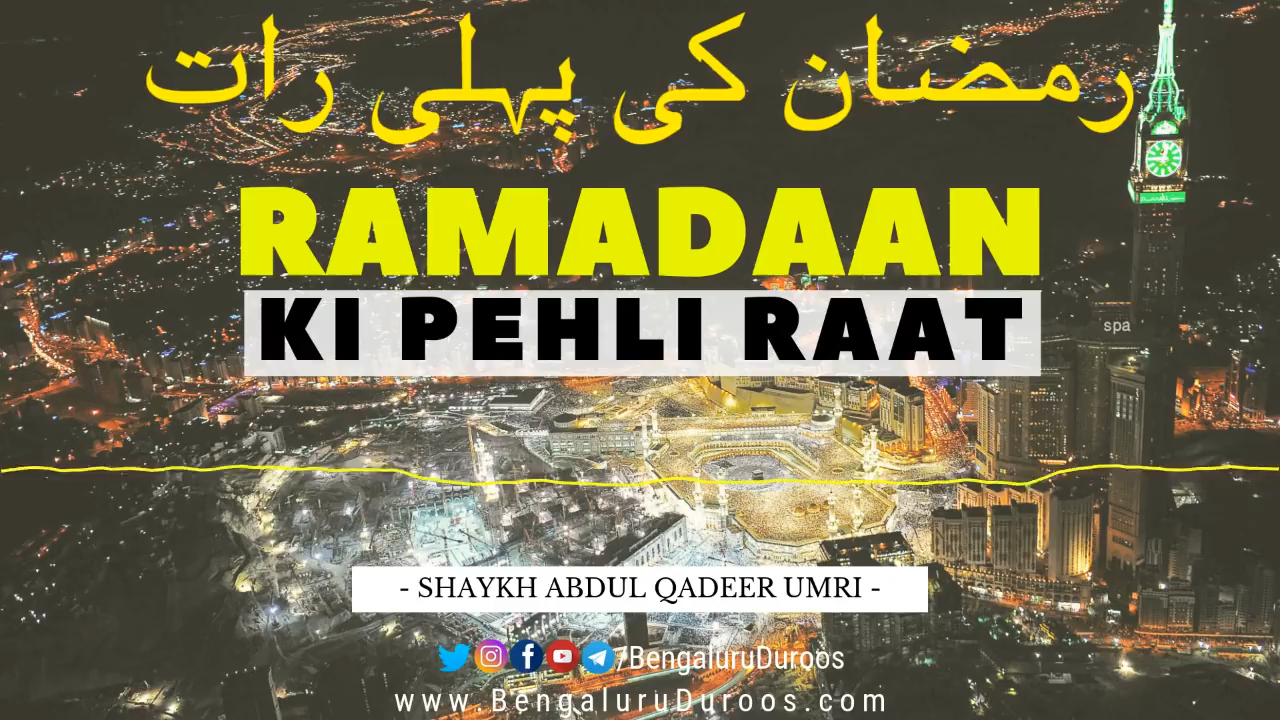 رمضان کی پہلی رات
RAMADAAN
KI PEHLI RAAT
spa
- SHAYKH ABDUL QADEER UMRI -
/BengaluruDuroos
www.BengaluruDuroos.com